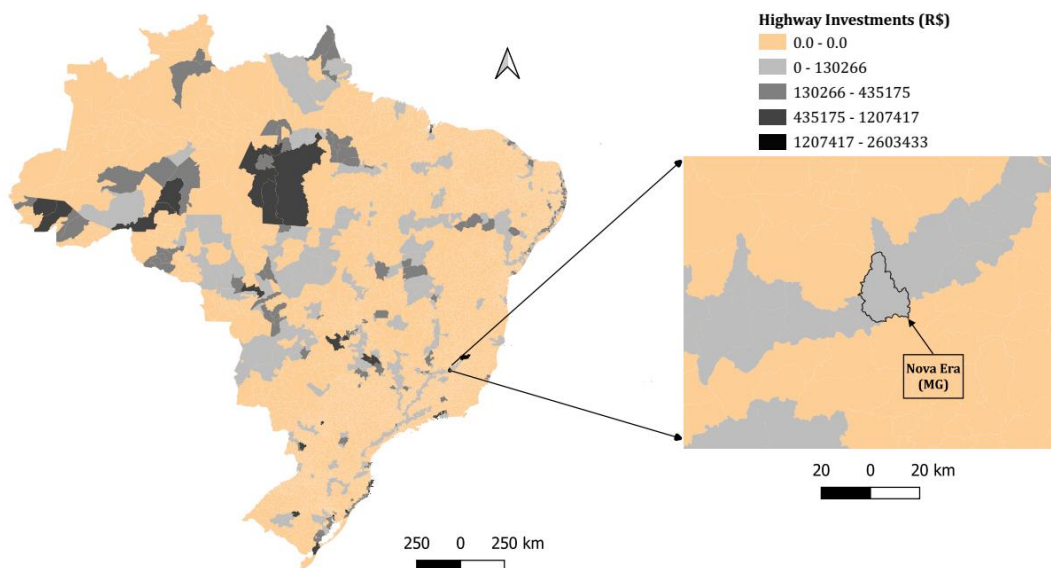 Highway Investments (R$)
0.0 - 0.0
0 - 130266
130266 - 435175
435175 - 1207417
1207417 - 2603433
Nova Era
(MG)
20 0 20 km
250 0 250 km